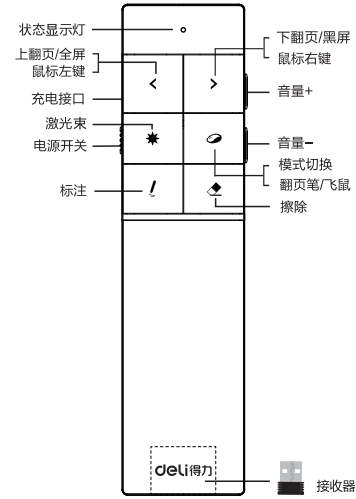 状态显示灯
上翻页/全屏
鼠标左键
充电接口
激光束
电源开关
标注
下翻页/黑屏
鼠标右键
音量+
音量-
模式切换
翻页笔/飞鼠
擦除
deli得力
接收器